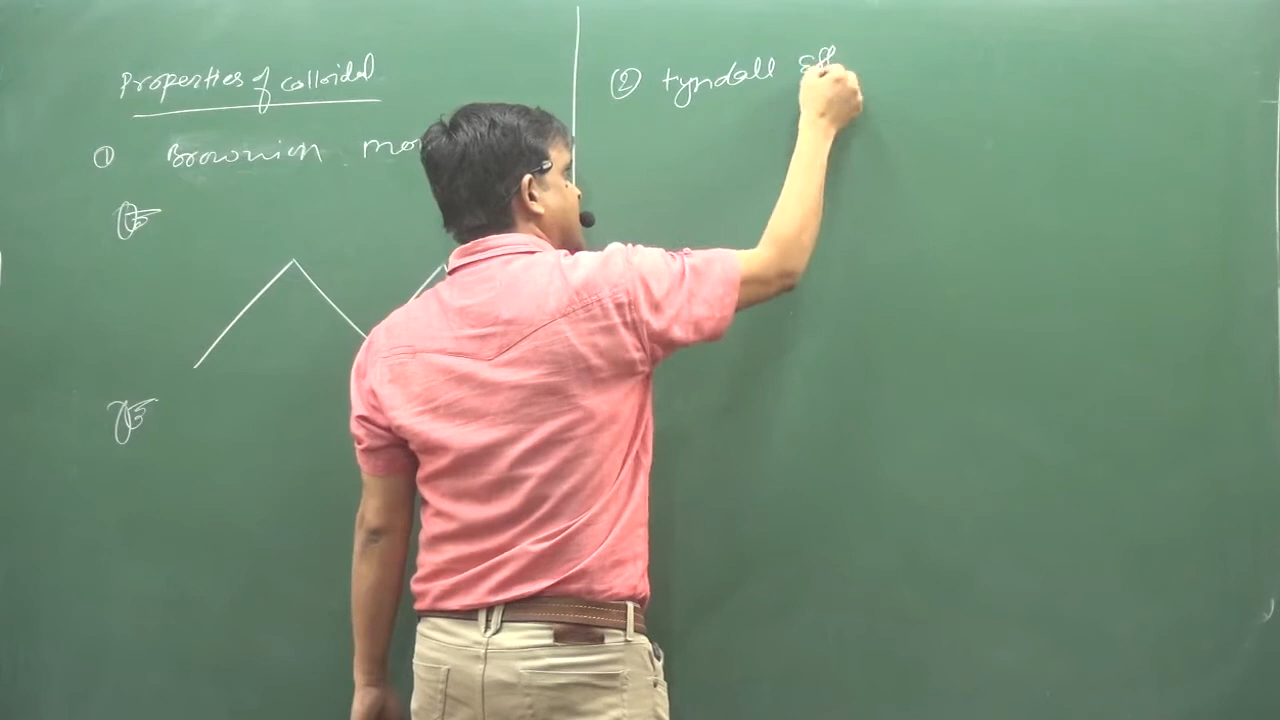 Properties of colloidal
① Brownian mo
② tyndall Eff